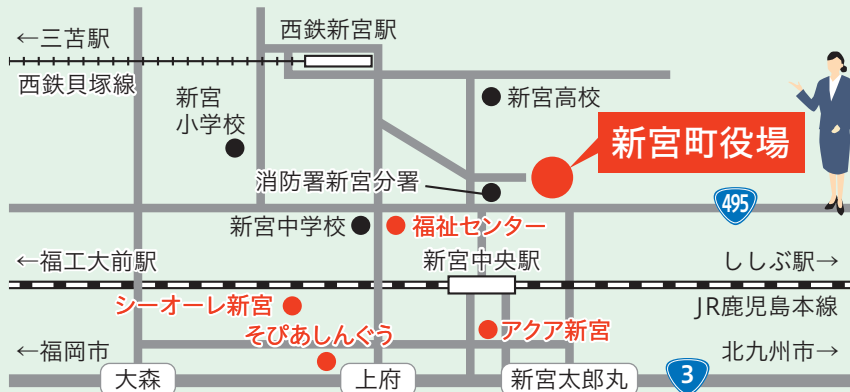 ←三苫駅
西鉄新宮駅
西鉄貝塚線
新宮
小学校
新宮高校
新宮町役場
消防署新宮分署
495
新宮中学校
福祉センター
←福工大前駅
新宮中央駅
ししぶ駅→
シーオーレ新宮
JR鹿児島本線
そぴあしんぐう
アクア新宮
←福岡市
北九州市→
大森
上府
新宮太郎丸
3